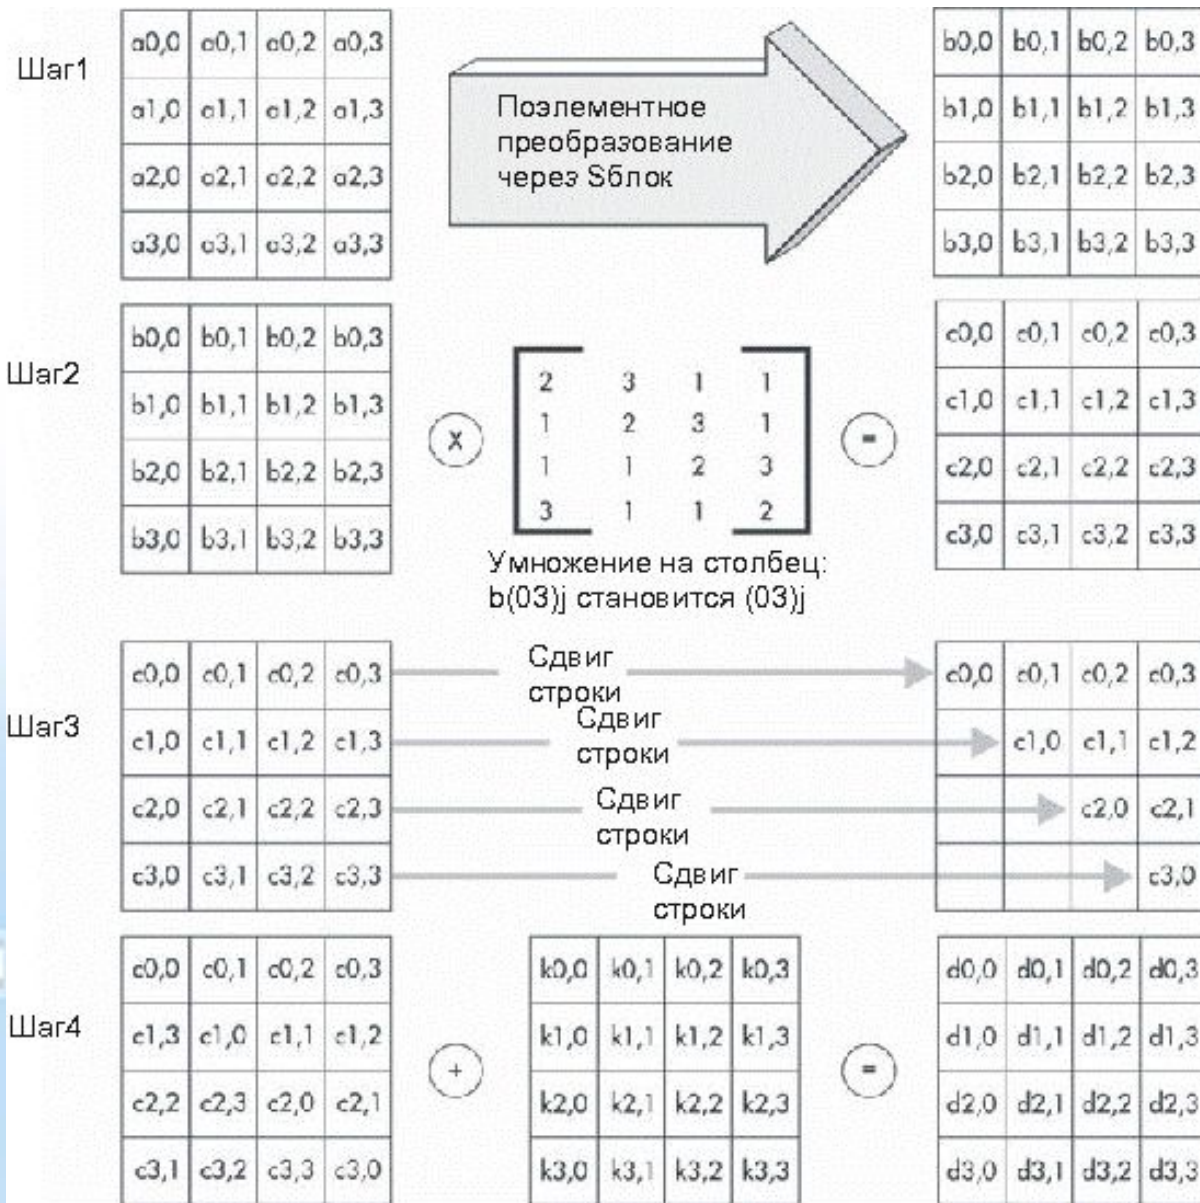 Шаг1
a0,0 a0,1 a0,2 a0,3
a1,0 a1,1 a1,2 a1,3
a2,0 a2,1 a2,2 a2,3
a3,0 a3,1 a3,2 a3,3
Поэлементное
преобразование
через Sблок
b0,0 b0,1 b0,2 b0,3
b1,0 b1,1 b1,2 b1,3
b2,0 b2,1 b2,2 b2,3
b3,0 b3,1 b3,2 b3,3
Шаг2
b0,0 b0,1 b0,2 b0,3
b1,0 b1,1 b1,2 b1,3
b2,0 b2,1 b2,2 b2,3
b3,0 b3,1 b3,2 b3,3
X
2 3 1 1
1 2 3 1
1 1 2 3
3 1 1 2
Умножение на столбец:
b(03)j становится (03)j
=
c0,0 c0,1 c0,2 c0,3
c1,0 c1,1 c1,2 c1,3
c2,0 c2,1 c2,2 c2,3
c3,0 c3,1 c3,2 c3,3
Шаг3
c0,0 c0,1 c0,2 c0,3
c1,0 c1,1 c1,2 c1,3
c2,0 c2,1 c2,2 c2,3
c3,0 c3,1 c3,2 c3,3
Сдвиг
строки
Сдвиг
строки
Сдвиг
строки
Сдвиг
строки
c0,0 c0,1 c0,2 c0,3
c1,0 c1,1 c1,2
c2,0 c2,1
c3,0
Шаг4
c0,0 c0,1 c0,2 c0,3
c1,3 c1,0 c1,1 c1,2
c2,2 c2,3 c2,0 c2,1
c3,1 c3,2 c3,3 c3,0
+
k0,0 k0,1 k0,2 k0,3
k1,0 k1,1 k1,2 k1,3
k2,0 k2,1 k2,2 k2,3
k3,0 k3,1 k3,2 k3,3
=
d0,0 d0,1 d0,2 d0,3
d1,0 d1,1 d1,2 d1,3
d2,0 d2,1 d2,2 d2,3
d3,0 d3,1 d3,2 d3,3